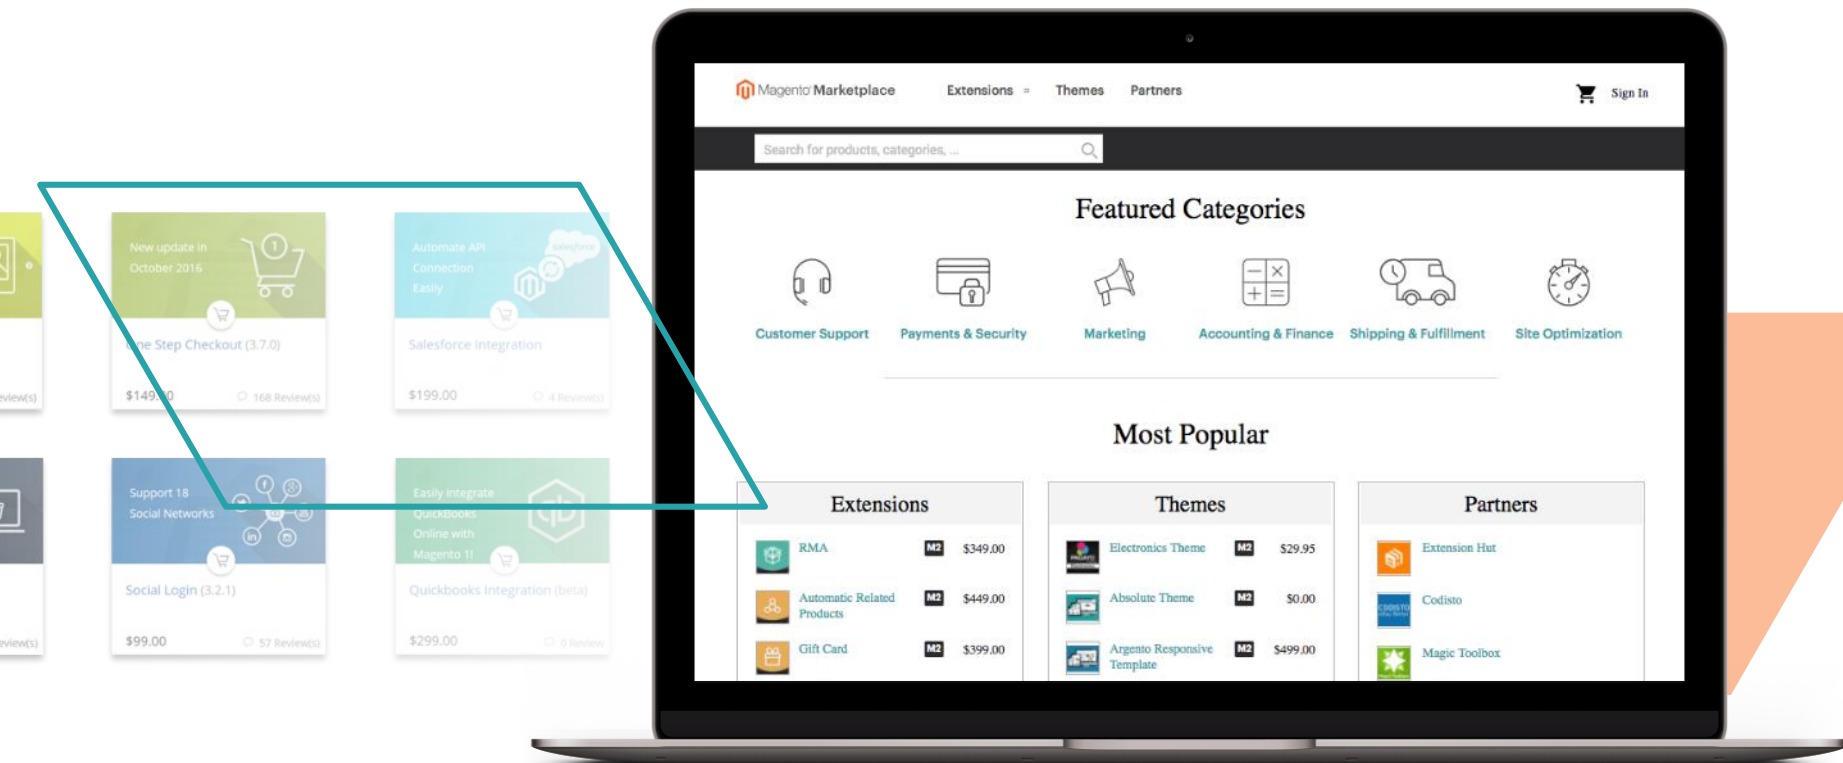 New update in
October 2016
One Step Checkout (3.7.0)
$149.00
168 Review(s)
Automate API
Connection
Easily
salesforce
Salesforce Integration
$199.00
4 Review(s)
Support 18
Social Networks
Social Login (3.2.1)
$99.00
57 Review(s)
Easily integrate
QuickBooks
Online with
Magento 1!
Quickbooks Integration (beta)
$299.00
0 Review
Magento Marketplace
Extensions
Themes
Partners
Sign In
Search for products, categories, ...
Featured Categories
Customer Support
Payments & Security
Marketing
Accounting & Finance
Shipping & Fulfillment
Site Optimization
Most Popular
Extensions
RMA M2 $349.00
Automatic Related M2 $449.00
Products
Gift Card M2 $399.00
Themes
Electronics Theme M2 $29.95
Absolute Theme M2 $0.00
Argento Responsive M2 $499.00
Template
Partners
Extension Hut
CODISTO
Codisto
Magic Toolbox